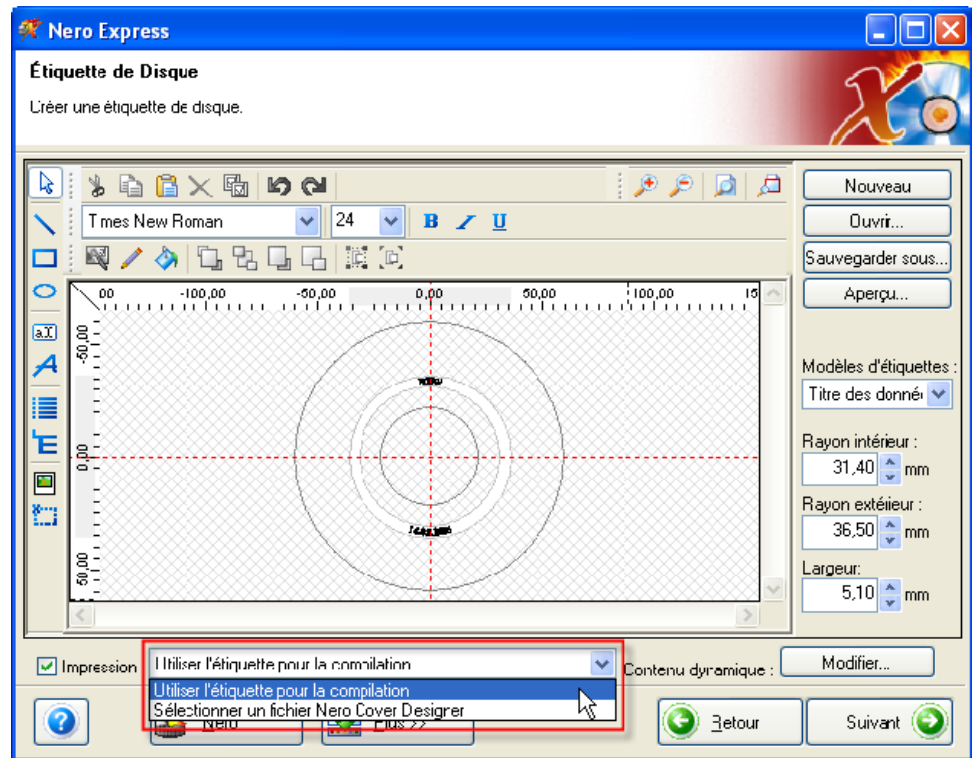 Nero Express
Étiquette de Disque
Créer une étiquette de disque.
Times New Roman
24
B I U
Nouveau
Ouvrir...
Sauvegarder sous...
Aperçu...
00 -100,00 -50,00 0,00 50,00 100,00 15
-50,00
0,00
50,00
Modèles d'étiquettes :
Titre des donné
Rayon intérieur :
31,40 mm
Rayon extérieur :
36,50 mm
Largeur:
5,10 mm
Impression
Utiliser l'étiquette pour la compilation
Contenu dynamique :
Modifier...
Utiliser l'étiquette pour la compilation
Sélectionner un fichier Nero Cover Designer
Nero
Plus >>
Retour
Suivant